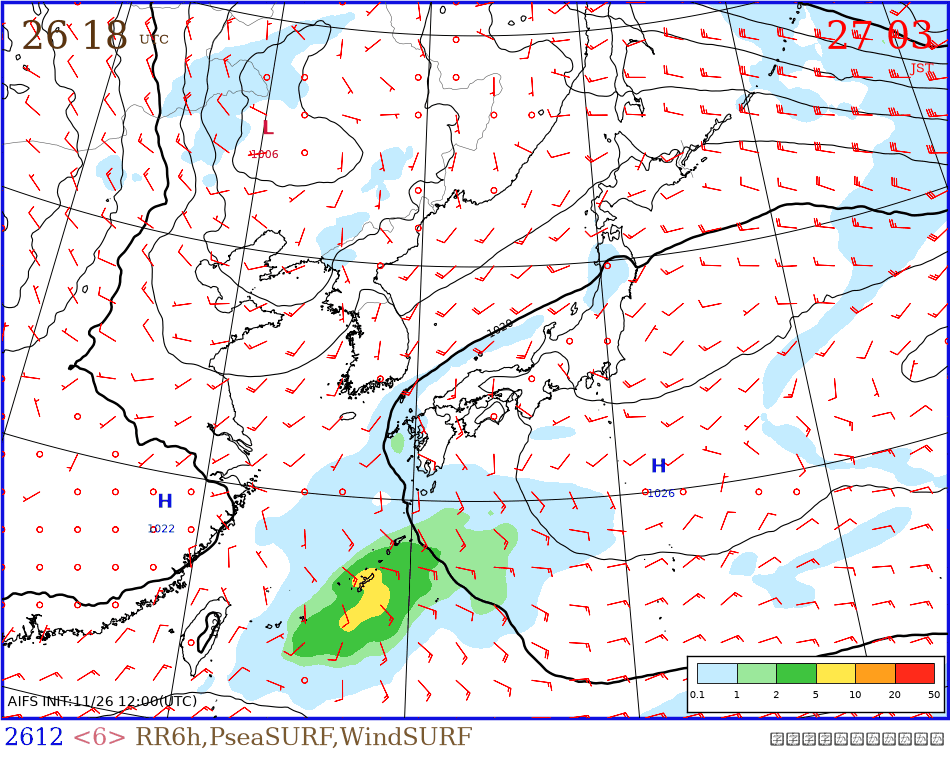 26 18 UTC
27 03
JST
L
1006
1020
H
1026
H
1022
0.1 1 2 5 10 20 50
AIFS INIT:11/26 12:00(UTC)
2612 <6> RR6h,PseaSURF,WindSURF